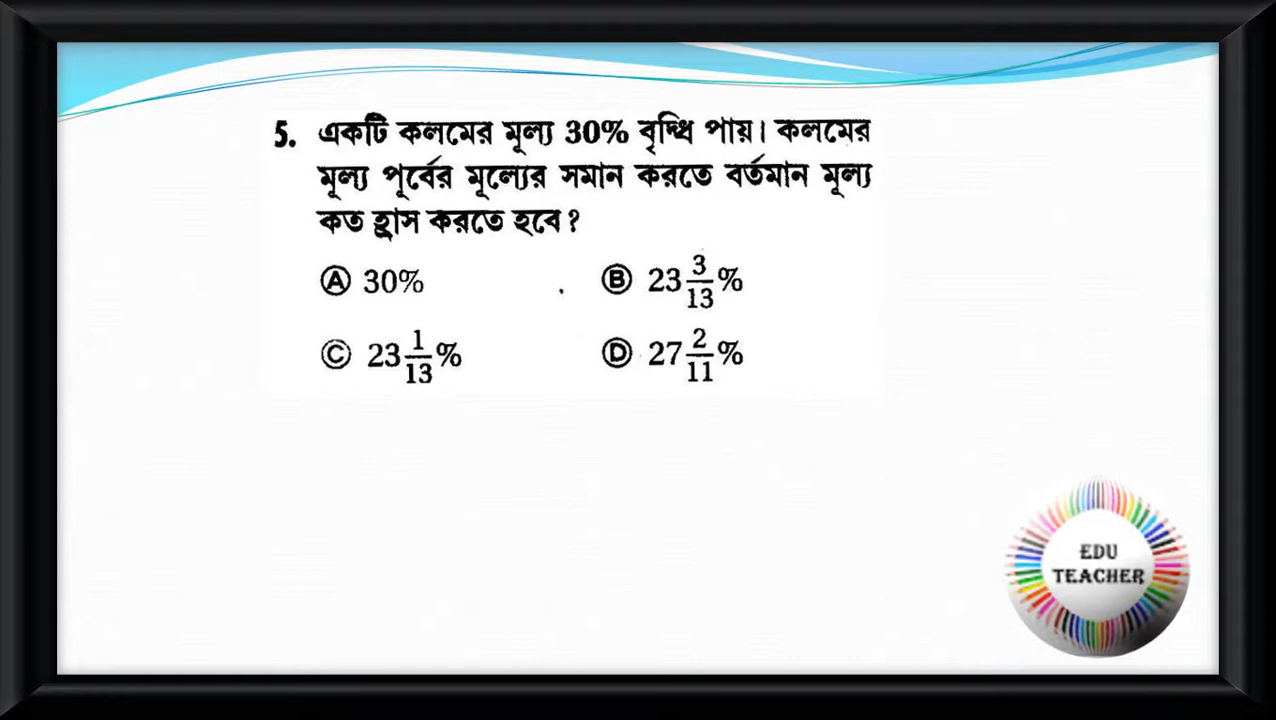 5. একটি কলমের মূল্য 30% বৃদ্ধি পায়। কলমের
মূল্য পূর্বের মূল্যের সমান করতে বর্তমান মূল্য
কত হ্রাস করতে হবে?
Ⓐ 30% Ⓑ 23 3/13%
Ⓒ 23 1/13% Ⓓ 27 2/11%
EDU
TEACHER